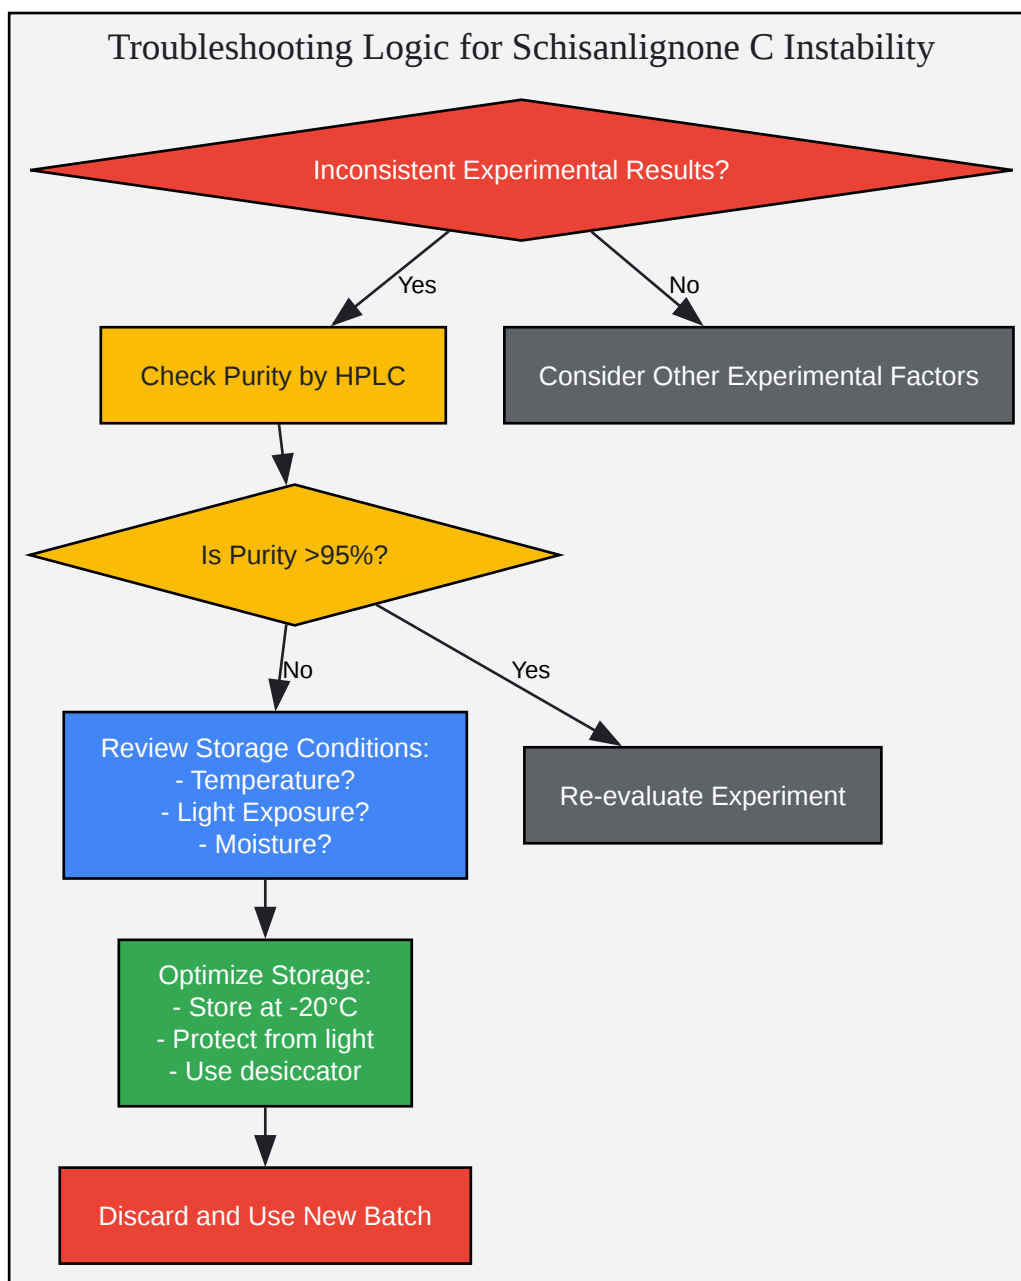 Troubleshooting Logic for Schisanlignone C Instability
Inconsistent Experimental Results?
Yes
No
Check Purity by HPLC
Consider Other Experimental Factors
Is Purity >95%?
No
Yes
Review Storage Conditions:
- Temperature?
- Light Exposure?
- Moisture?
Re-evaluate Experiment
Optimize Storage:
- Store at -20°C
- Protect from light
- Use desiccator
Discard and Use New Batch